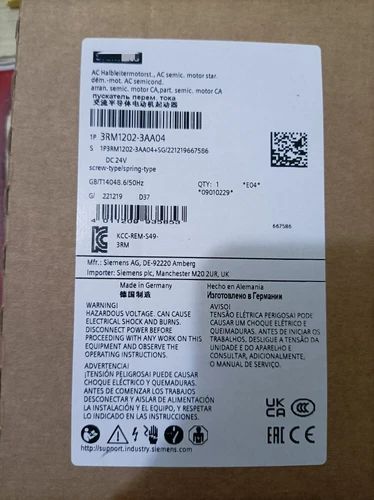 AC Halbleitermotorst., AC semic. motor star.
dém.-mot. AC semicond.
arran. semic. motor CA,part. semic. motor CA
пускатель перем. тока
交流半导体电动机起动器
1P 3RM1202-3AA04
S 1P3RM1202-3AA04+SG/221219667586
DC 24V
screw-type/spring-type
GB/T14048.6/50Hz QTY: 1 *E04*
*09010229*
G/ 221219 D37
667586
4 011209 935853
KCC-REM-S49-
3RM
Mfr.: Siemens AG, DE-92220 Amberg
Importer: Siemens plc, Manchester M20 2UR, UK
Made in Germany
德国制造
Hecho en Alemania
Изготовлено в Германии
WARNING!
HAZARDOUS VOLTAGE. CAN CAUSE
ELECTRICAL SHOCK AND BURNS.
DISCONNECT POWER BEFORE
PROCEEDING WITH ANY WORK
ON THIS EQUIPMENT AND OBSERVE
THE OPERATING INSTRUCTIONS
ADVERTENCIA!
¡TENSIÓN PELIGROSA! PUEDE CAUSAR
CHOQUE ELÉCTRICO Y QUEMADURAS.
ANTES DE INICIAR LOS TRABAJOS
DESCONECTAR Y AISLAR DE ALIMENTACIÓN
LA INSTALACIÓN Y EL EQUIPO, Y RESPETAR
LO INDICADO EN LAS INSTRUCCIONES
AVISO!
TENSÃO ELÉTRICA PERIGOSA! PODE
CAUSAR UM CHOQUE ELÉTRICO E
QUEIMADURAS. ANTES DE INICIAR OS
TRABALHOS, DESLIGUE A TENSÃO DA
UNIDADE E DO APARELHO E
CONSULTAR, ADICIONALMENTE,
O MANUAL DE SERVIÇO.
UK
CA
CCC
EAC
CE
http://support.industry.siemens.com